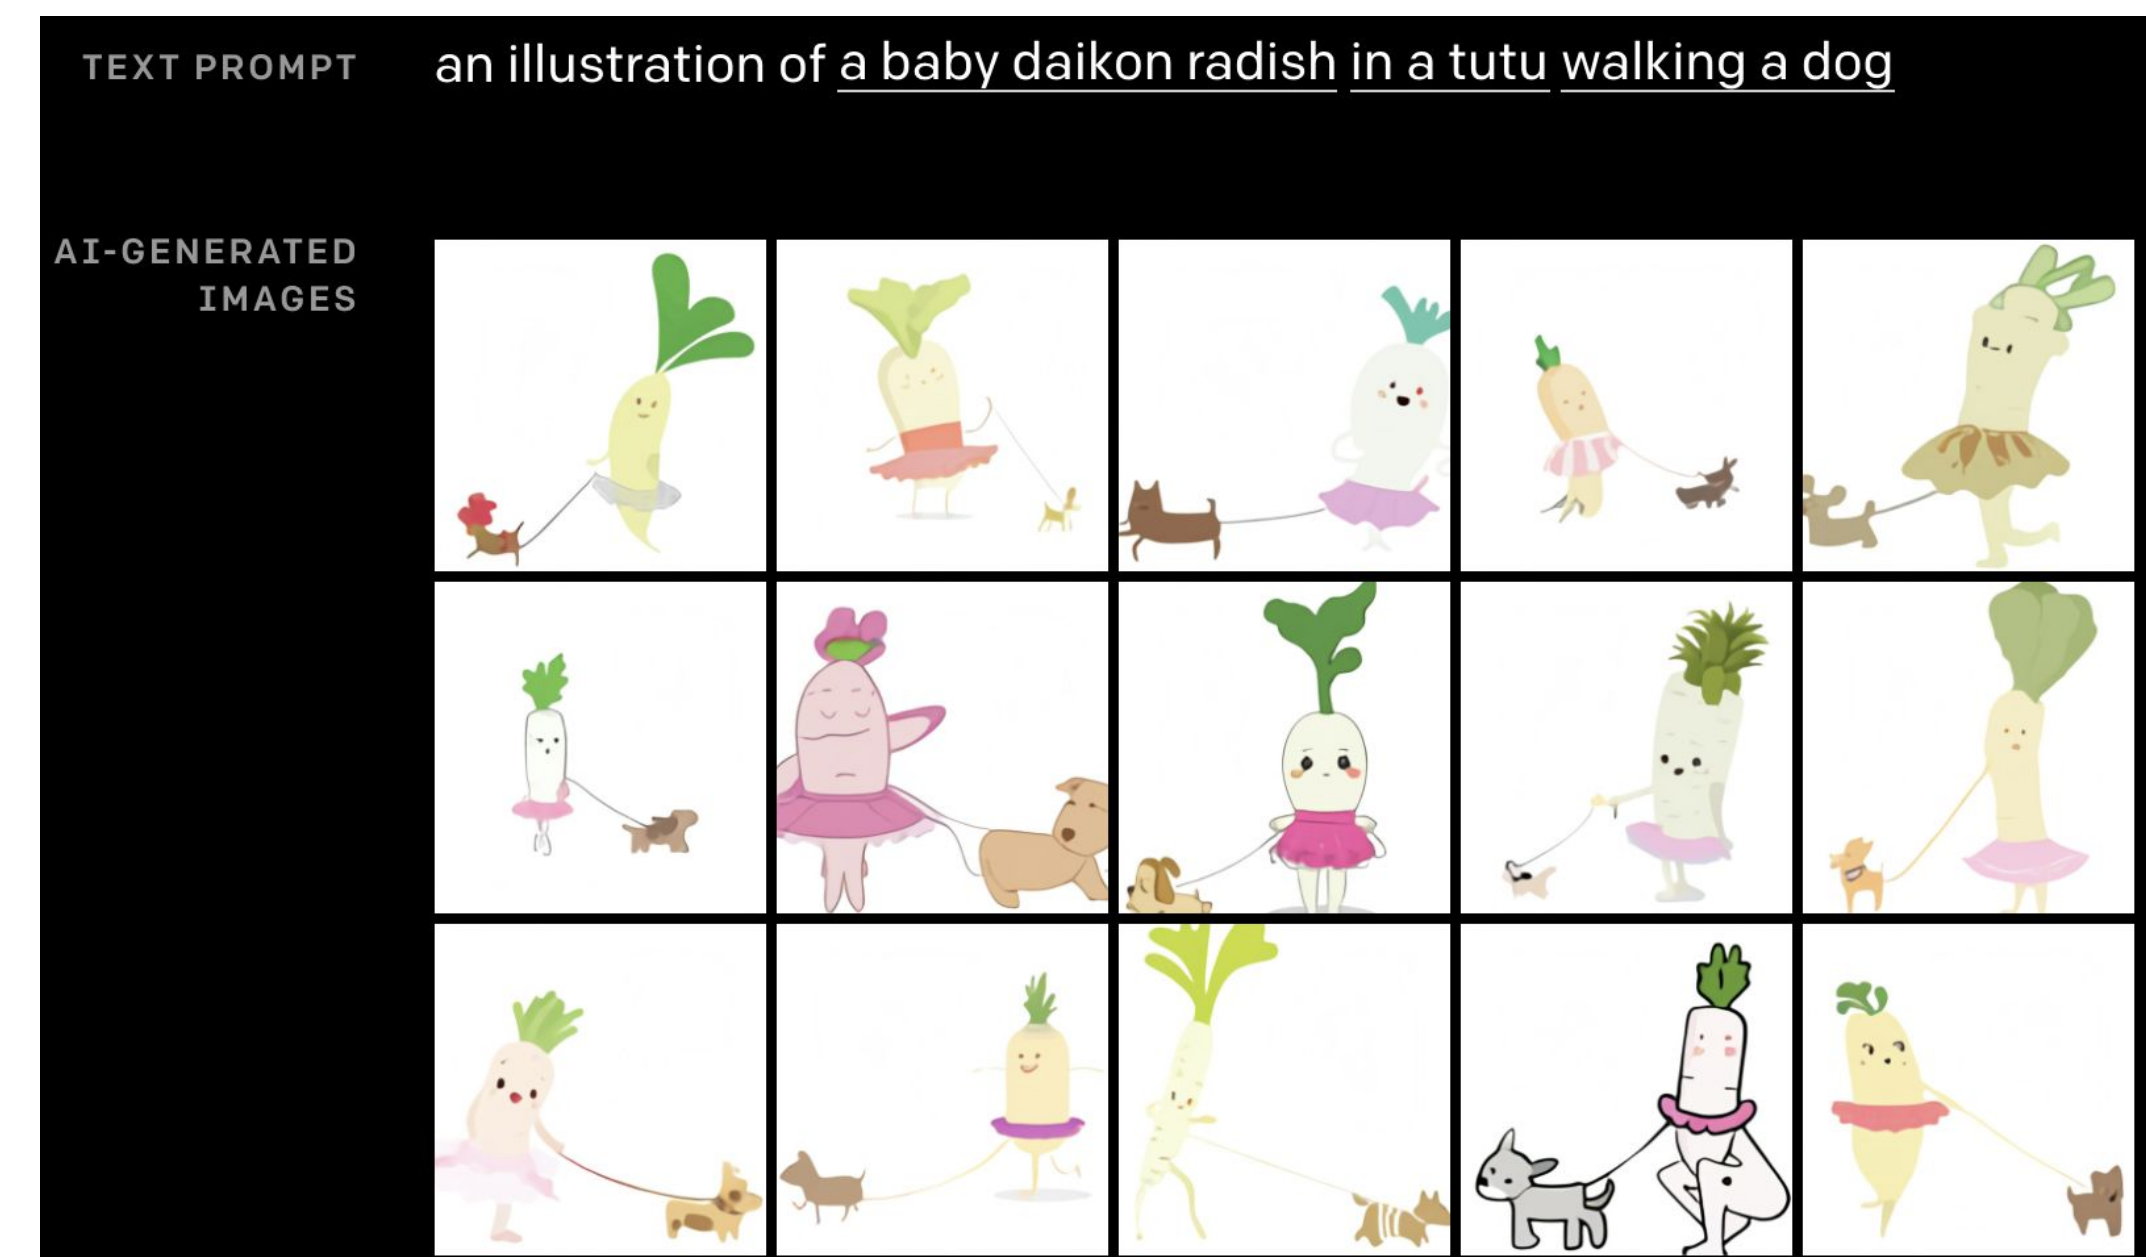 TEXT PROMPT an illustration of a baby daikon radish in a tutu walking a dog
AI-GENERATED
IMAGES